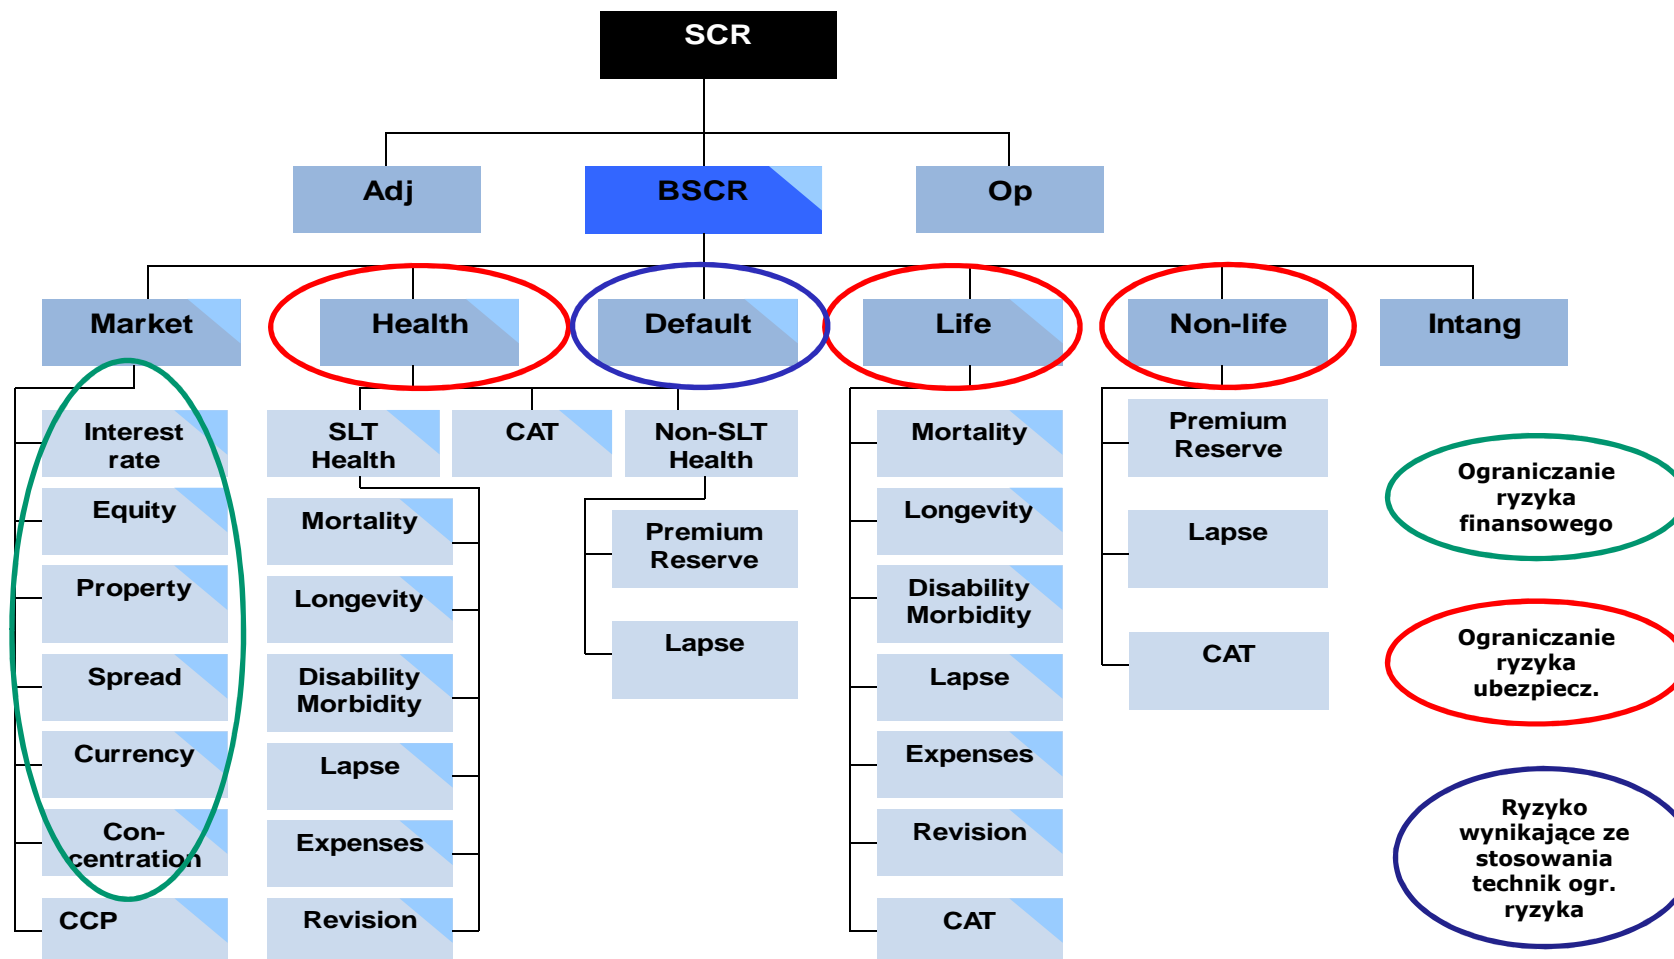 SCR
Adj
BSCR
Op
Market
Health
Default
Life
Non-life
Intang
Interest
rate
Equity
Property
Spread
Currency
Con-
centration
CCP
SLT
Health
CAT
Non-SLT
Health
Mortality
Longevity
Disability
Morbidity
Lapse
Expenses
Revision
Premium
Reserve
Lapse
Mortality
Longevity
Disability
Morbidity
Lapse
Expenses
Revision
CAT
Premium
Reserve
Lapse
CAT
Ograniczanie
ryzyka
finansowego
Ograniczanie
ryzyka
ubezpiecz.
Ryzyko
wynikające ze
stosowania
technik ogr.
ryzyka